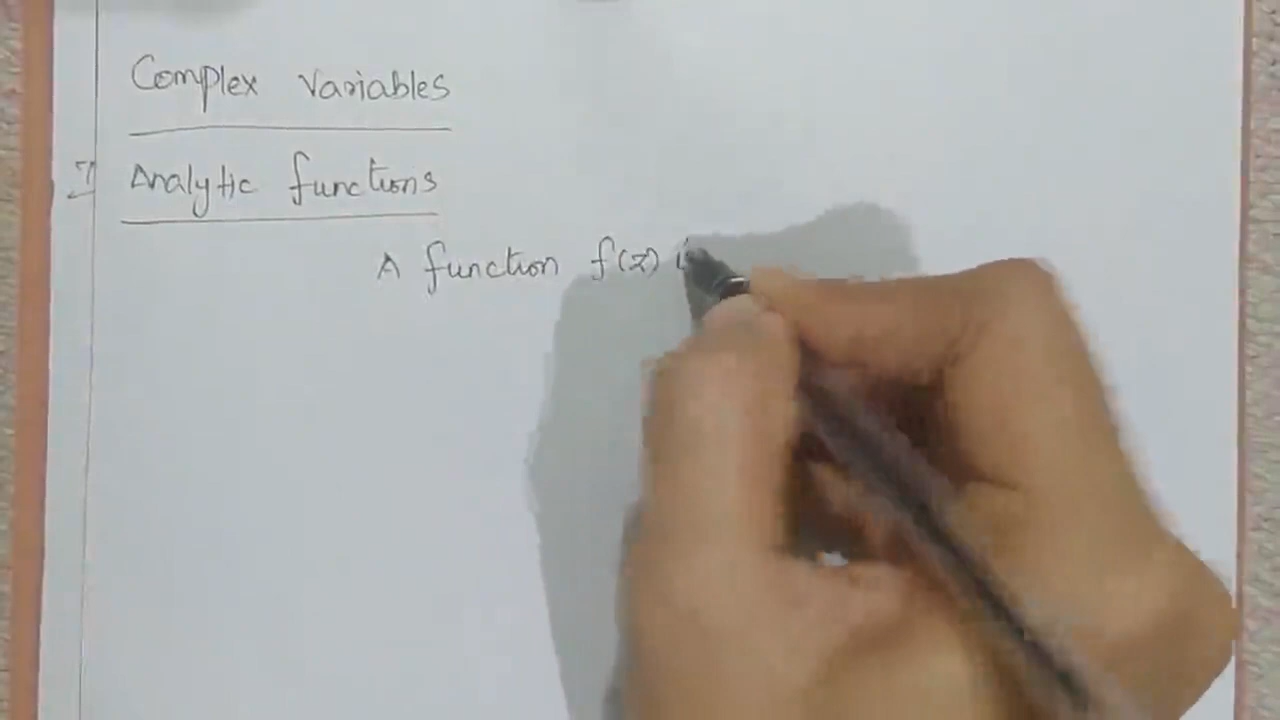 Complex Variables
Analytic functions
A function f(z) i